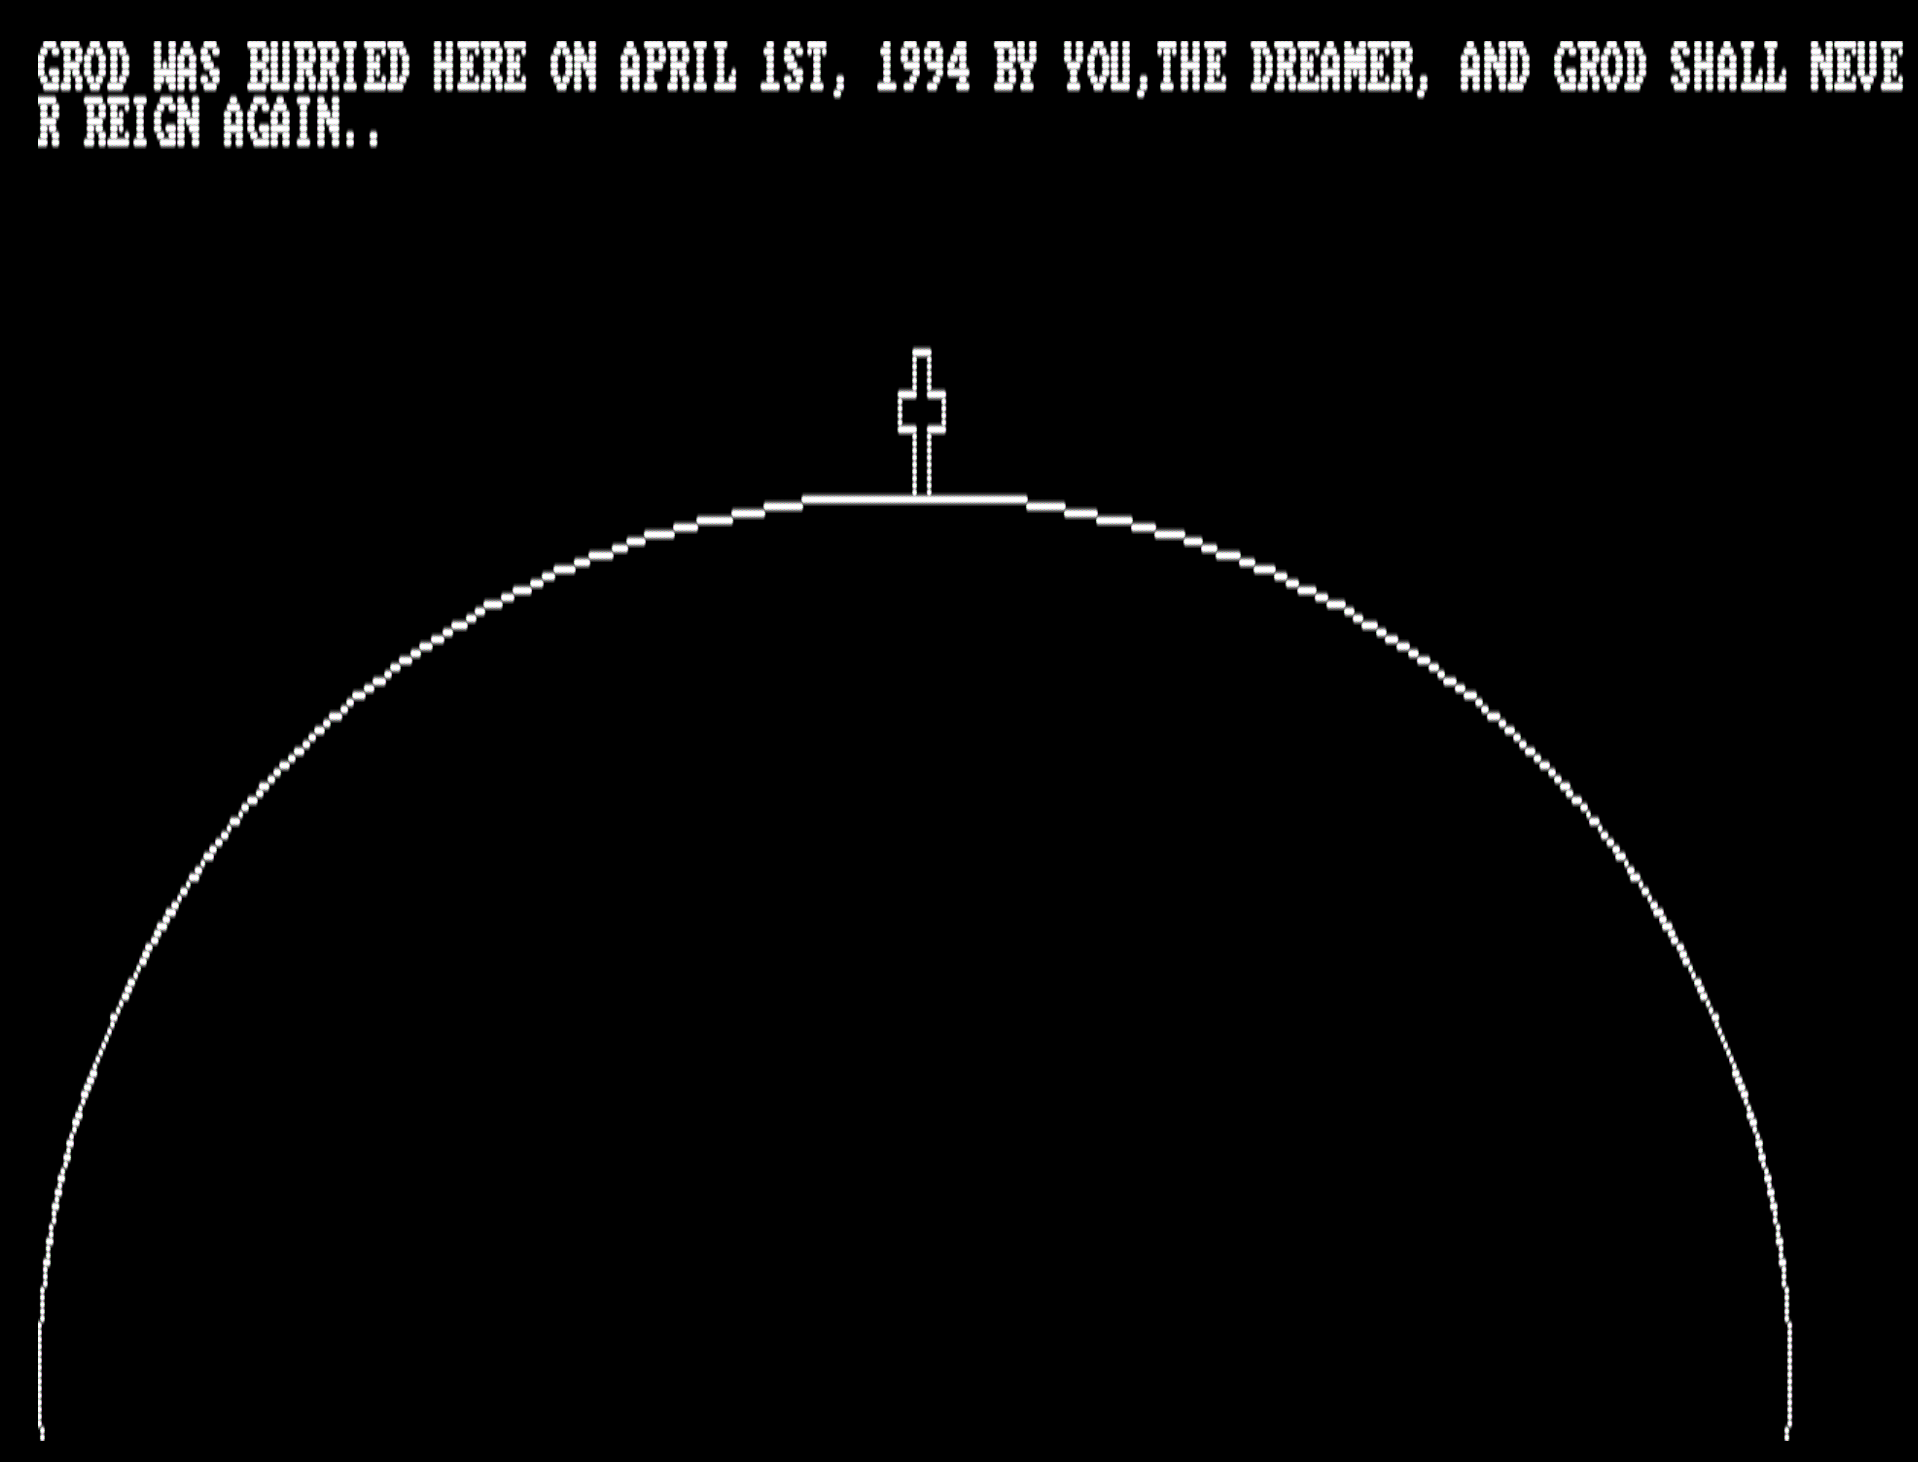 GROD WAS BURRIED HERE ON APRIL 1ST, 1994 BY YOU,THE DREAMER, AND GROD SHALL NEVE
R REIGN AGAIN..